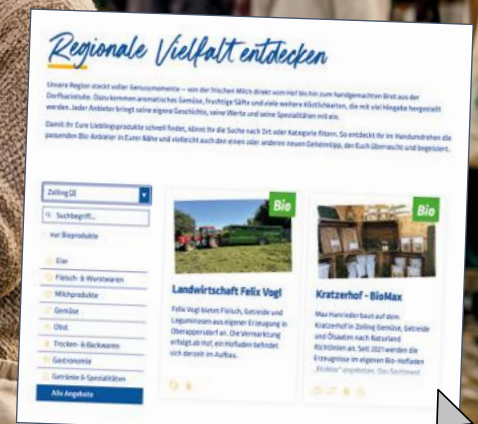 Regionale Vielfalt entdecken
Unsere Region steckt voller Genussmomente – von der frischen Milch direkt vom Hof bis hin zum handgemachten Brot aus der
Dorfbackstube. Dazu kommen aromatisches Gemüse, fruchtige Säfte und viele weitere Köstlichkeiten, die mit viel Hingabe hergestellt
werden. Jeder Anbieter bringt seine eigene Geschichte, seine Werte und seine Spezialitäten mit ein.
Damit Ihr Eure Lieblingsprodukte schnell findet, könnt Ihr die Suche nach Ort oder Kategorie filtern. So entdeckt Ihr im Handumdrehen die
passenden Bio-Anbieter in Eurer Nähe und vielleicht auch den einen oder anderen neuen Geheimtipp, der Euch überrascht und begeistert.
Zolling (2)
Suchbegriff...
nur Bioprodukte
Eier
Fleisch- & Wurstwaren
Milchprodukte
Gemüse
Obst
Trocken- & Backwaren
Gastronomie
Getränke & Spezialitäten
Alle Angebote
Bio
Landwirtschaft Felix Vogl
Felix Vogl bietet Fleisch, Getreide und
Leguminosen aus eigener Erzeugung in
Oberappersdorf an. Die Vermarktung
erfolgt ab Hof, ein Hofladen befindet
sich derzeit im Aufbau.
Bio
Kratzerhof - BioMax
Max Hanrieder baut auf dem
Kratzerhof in Zolling Gemüse, Getreide
und Ölsaaten nach Naturland
Richtlinien an. Seit 2021 werden die
Erzeugnisse im eigenen Bio-Hofladen
„BioMax“ angeboten. Das Sortiment